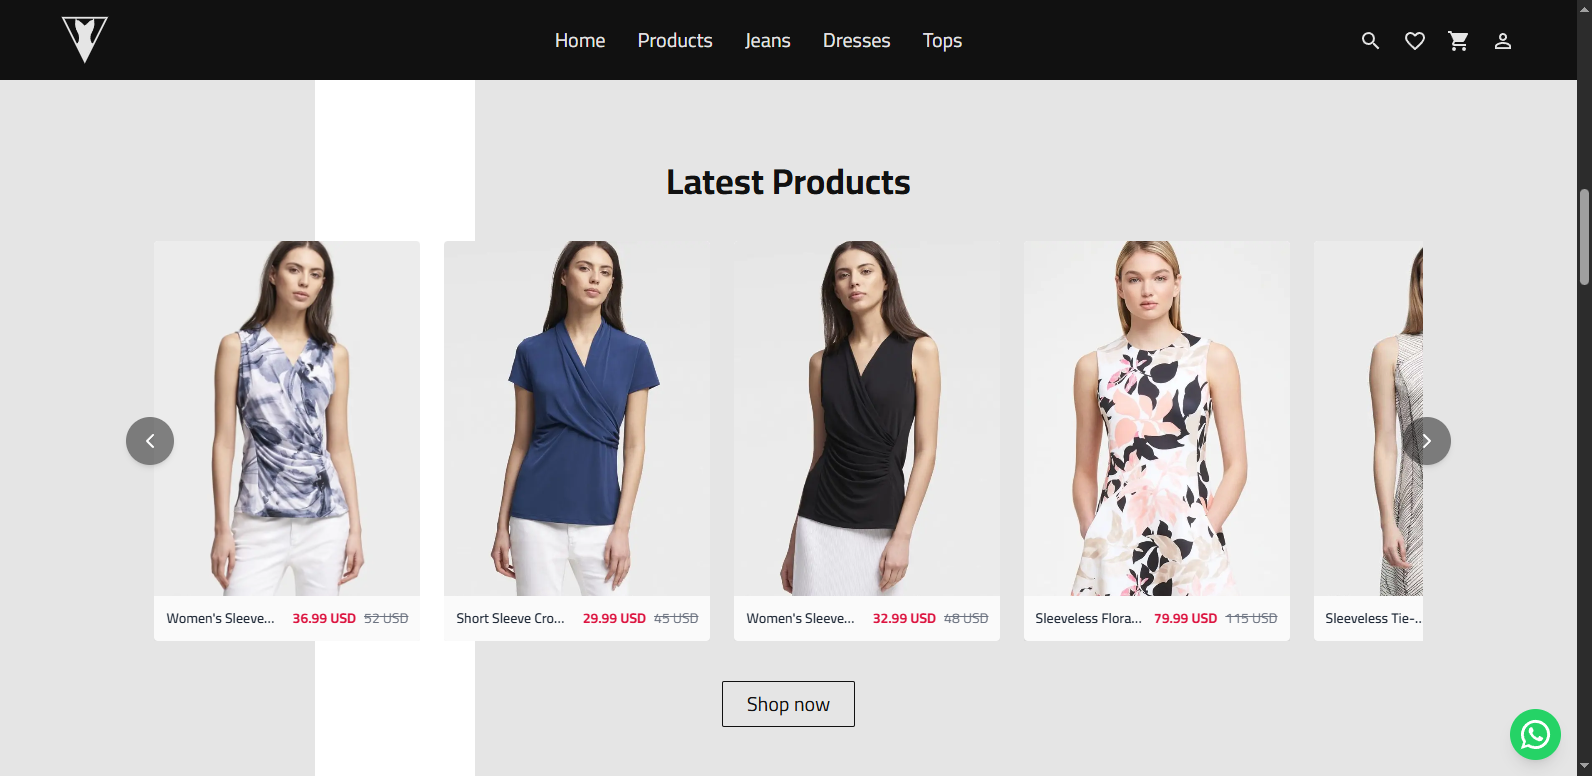 Home Products Jeans Dresses Tops
Latest Products
Women's Sleeve... 36.99 USD 52 USD
Short Sleeve Cro... 29.99 USD 45 USD
Women's Sleeve... 32.99 USD 48 USD
Sleeveless Flora... 79.99 USD 115 USD
Sleeveless Tie-...
Shop now